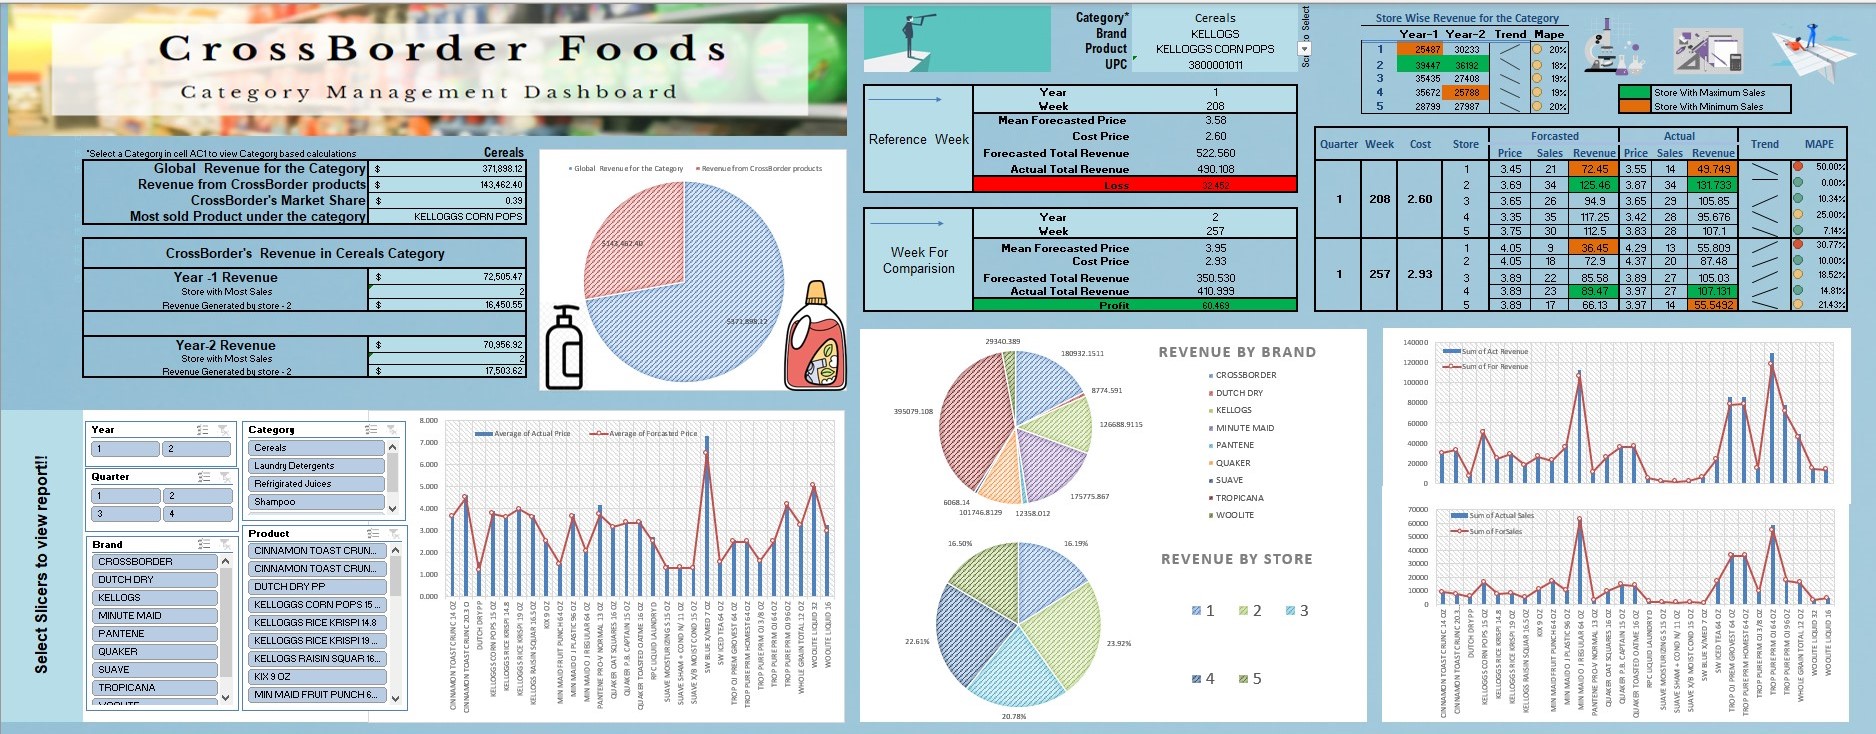 CrossBorder Foods
Category Management Dashboard
*Select a Category in cell AC1 to view Category based calculations Cereals
Global Revenue for the Category $ 371,898.12
Revenue from CrossBorder products $ 143,462.40
CrossBorder's Market Share $ 0.39
Most sold Product under the category KELLOGGS CORN POPS
CrossBorder's Revenue in Cereals Category
Year -1 Revenue $ 72,505.47
Store with Most Sales 2
Revenue Generated by store - 2 $ 16,450.55
Year-2 Revenue $ 70,956.92
Store with Most Sales 2
Revenue Generated by store - 2 $ 17,503.62
Global Revenue for the Category Revenue from CrossBorder products
$143,462.40
$371,898.12
Category* Cereals
Brand KELLOGS
Product KELLOGGS CORN POPS
UPC 3800001011
to Select
Reference Week
Year 1
Week 208
Mean Forecasted Price 3.58
Cost Price 2.60
Forecasted Total Revenue 522.560
Actual Total Revenue 490.108
Loss 32.452
Week For
Comparision
Year 2
Week 257
Mean Forecasted Price 3.95
Cost Price 2.93
Forecasted Total Revenue 350.530
Actual Total Revenue 410.999
Profit 60.469
Store Wise Revenue for the Category
Year-1 Year-2 Trend Mape
1 25487 30233 20%
2 39447 36192 18%
3 35435 27408 19%
4 35672 25788 19%
5 28799 27987 20%
Store With Maximum Sales
Store With Minimum Sales
Forcasted Actual
Quarter Week Cost Store Price Sales Revenue Price Sales Revenue Trend MAPE
1 208 2.60
1 3.45 21 72.45 3.55 14 49.749 50.00%
2 3.69 34 125.46 3.87 34 131.733 0.00%
3 3.65 26 94.9 3.65 29 105.85 10.34%
4 3.35 35 117.25 3.42 28 95.676 25.00%
5 3.75 30 112.5 3.83 28 107.1 7.14%
1 257 2.93
1 4.05 9 36.45 4.29 13 55.809 30.77%
2 4.05 18 72.9 4.37 20 87.48 10.00%
3 3.89 22 85.58 3.89 27 105.03 18.52%
4 3.89 23 89.47 3.97 27 107.131 14.81%
5 3.89 17 66.13 3.97 14 55.5492 21.43%
Select Slicers to view report!!
Year
1 2
Quarter
1 2
3 4
Brand
CROSSBORDER
DUTCH DRY
KELLOGS
MINUTE MAID
PANTENE
QUAKER
SUAVE
TROPICANA
WOOLITE
Category
Cereals
Laundry Detergents
Refrigirated Juices
Shampoo
Product
CINNAMON TOAST CRUN...
CINNAMON TOAST CRUN...
DUTCH DRY PP
KELLOGGS CORN POPS 15 ...
KELLOGGS RICE KRISPI 14.8
KELLOGGS RICE KRISPI 19 ...
KELLOGS RAISIN SQUAR 16...
KIX 9 OZ
MIN MAID FRUIT PUNCH 6...
Average of Actual Price Average of Forcasted Price
8.000
7.000
6.000
5.000
4.000
3.000
2.000
1.000
0.000
CINNAMON TOAST CRUNC 14 OZ
CINNAMON TOAST CRUNC 20.3 O
DUTCH DRY PP
KELLOGGS CORN POPS 15 OZ
KELLOGGS RICE KRISPI 14.8
KELLOGGS RICE KRISPI 19 OZ
KELLOGS RAISIN SQUAR 16.5 OZ
KIX 9 OZ
MIN MAID FRUIT PUNCH 64 OZ
MIN MAID O J PLASTIC 96 OZ
MIN MAID O J REGULAR 64 OZ
PANTENE PRO-V NORMAL 13 OZ
QUAKER OAT SQUARES 16 OZ
QUAKER P.B. CAPTAIN 15 OZ
QUAKER TOASTED OATME 16 OZ
RPC LIQUID LAUNDRY D
SUAVE MOISTURIZING S 15 OZ
SUAVE SHAM + COND N/ 11 OZ
SUAVE X/B MOIST COND 15 OZ
SW BLUE X/MED 7 OZ
SW ICED TEA 64 OZ
TROP OJ PREM GROVEST 64 OZ
TROP PURE PRM HOMEST 64 OZ
TROP PURE PRM OJ 3/8 OZ
TROP PURE PRM OJ 64 OZ
TROP PURE PRM OJ 96 OZ
WHOLE GRAIN TOTAL 12 OZ
WOOLITE LIQUID 32
WOOLITE LIQUID 16
REVENUE BY BRAND
29340.389
180932.1511
8774.591
126688.9115
175775.867
12358.012
101746.8129
6068.14
395079.108
CROSSBORDER
DUTCH DRY
KELLOGS
MINUTE MAID
PANTENE
QUAKER
SUAVE
TROPICANA
WOOLITE
REVENUE BY STORE
16.50% 16.19%
22.61% 23.92%
20.78%
1 2 3
4 5
Sum of Act Revenue
Sum of For Revenue
140000
120000
100000
80000
60000
40000
20000
0
Sum of Actual Sales
Sum of ForSales
70000
60000
50000
40000
30000
20000
10000
0
CINNAMON TOAST CRUNC 14 OZ
CINNAMON TOAST CRUNC 20.3
DUTCH DRY PP
KELLOGGS CORN POPS 15 OZ
KELLOGGS RICE KRISPI 14.8
KELLOGGS RICE KRISPI 19 OZ
KELLOGS RAISIN SQUAR 16.5 OZ
KIX 9 OZ
MIN MAID FRUIT PUNCH 64 OZ
MIN MAID O J PLASTIC 96 OZ
MIN MAID O J REGULAR 64 OZ
PANTENE PRO-V NORMAL 13 OZ
QUAKER OAT SQUARES 16 OZ
QUAKER P.B. CAPTAIN 15 OZ
QUAKER TOASTED OATME 16 OZ
RPC LIQUID LAUNDRY D
SUAVE MOISTURIZING S 15 OZ
SUAVE SHAM + COND N/ 11 OZ
SUAVE X/B MOIST COND 15 OZ
SW BLUE X/MED 7 OZ
SW ICED TEA 64 OZ
TROP OJ PREM GROVEST 64 OZ
TROP PURE PRM HOMEST 64 OZ
TROP PURE PRM OJ 3/8 OZ
TROP PURE PRM OJ 64 OZ
TROP PURE PRM OJ 96 OZ
WHOLE GRAIN TOTAL 12 OZ
WOOLITE LIQUID 32
WOOLITE LIQUID 16